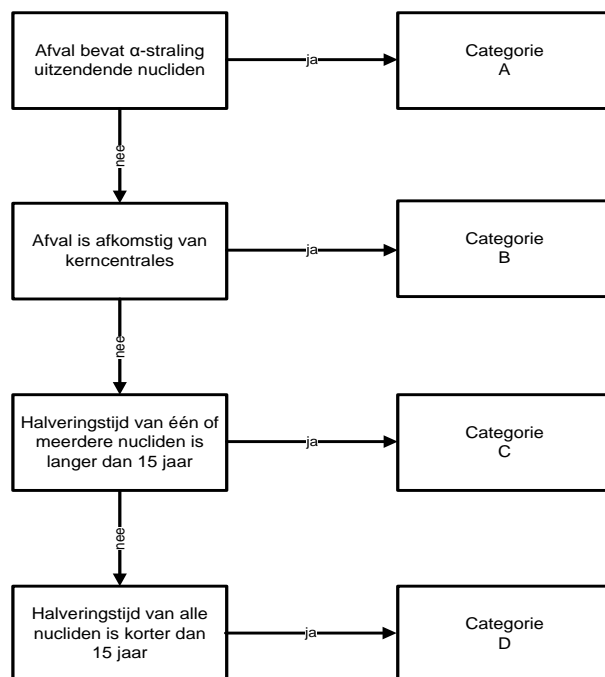 Afval bevat α-straling
uitzendende nucliden
ja
Categorie
A
nee
Afval is afkomstig van
kerncentrales
ja
Categorie
B
nee
Halveringstijd van één of
meerdere nucliden is
langer dan 15 jaar
ja
Categorie
C
nee
Halveringstijd van alle
nucliden is korter dan
15 jaar
ja
Categorie
D